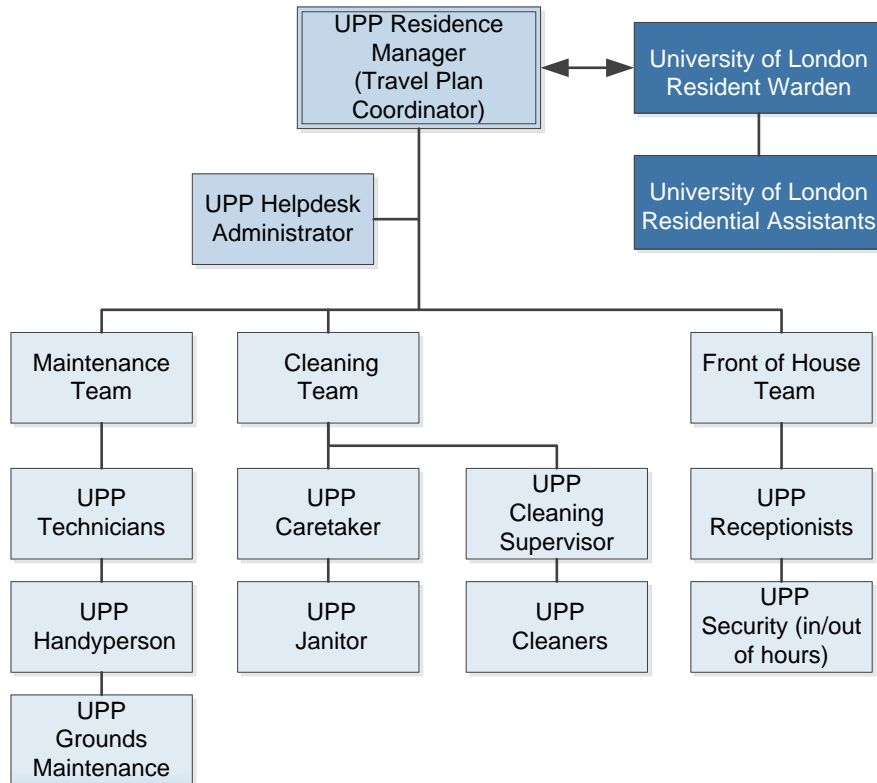 UPP Residence
Manager
(Travel Plan
Coordinator)
University of London
Resident Warden
UPP Helpdesk
Administrator
University of London
Residential Assistants
Maintenance
Team
Cleaning
Team
Front of House
Team
UPP
Technicians
UPP
Caretaker
UPP
Cleaning
Supervisor
UPP
Receptionists
UPP
Handyperson
UPP
Janitor
UPP
Cleaners
UPP
Security (in/out
of hours)
UPP
Grounds
Maintenance